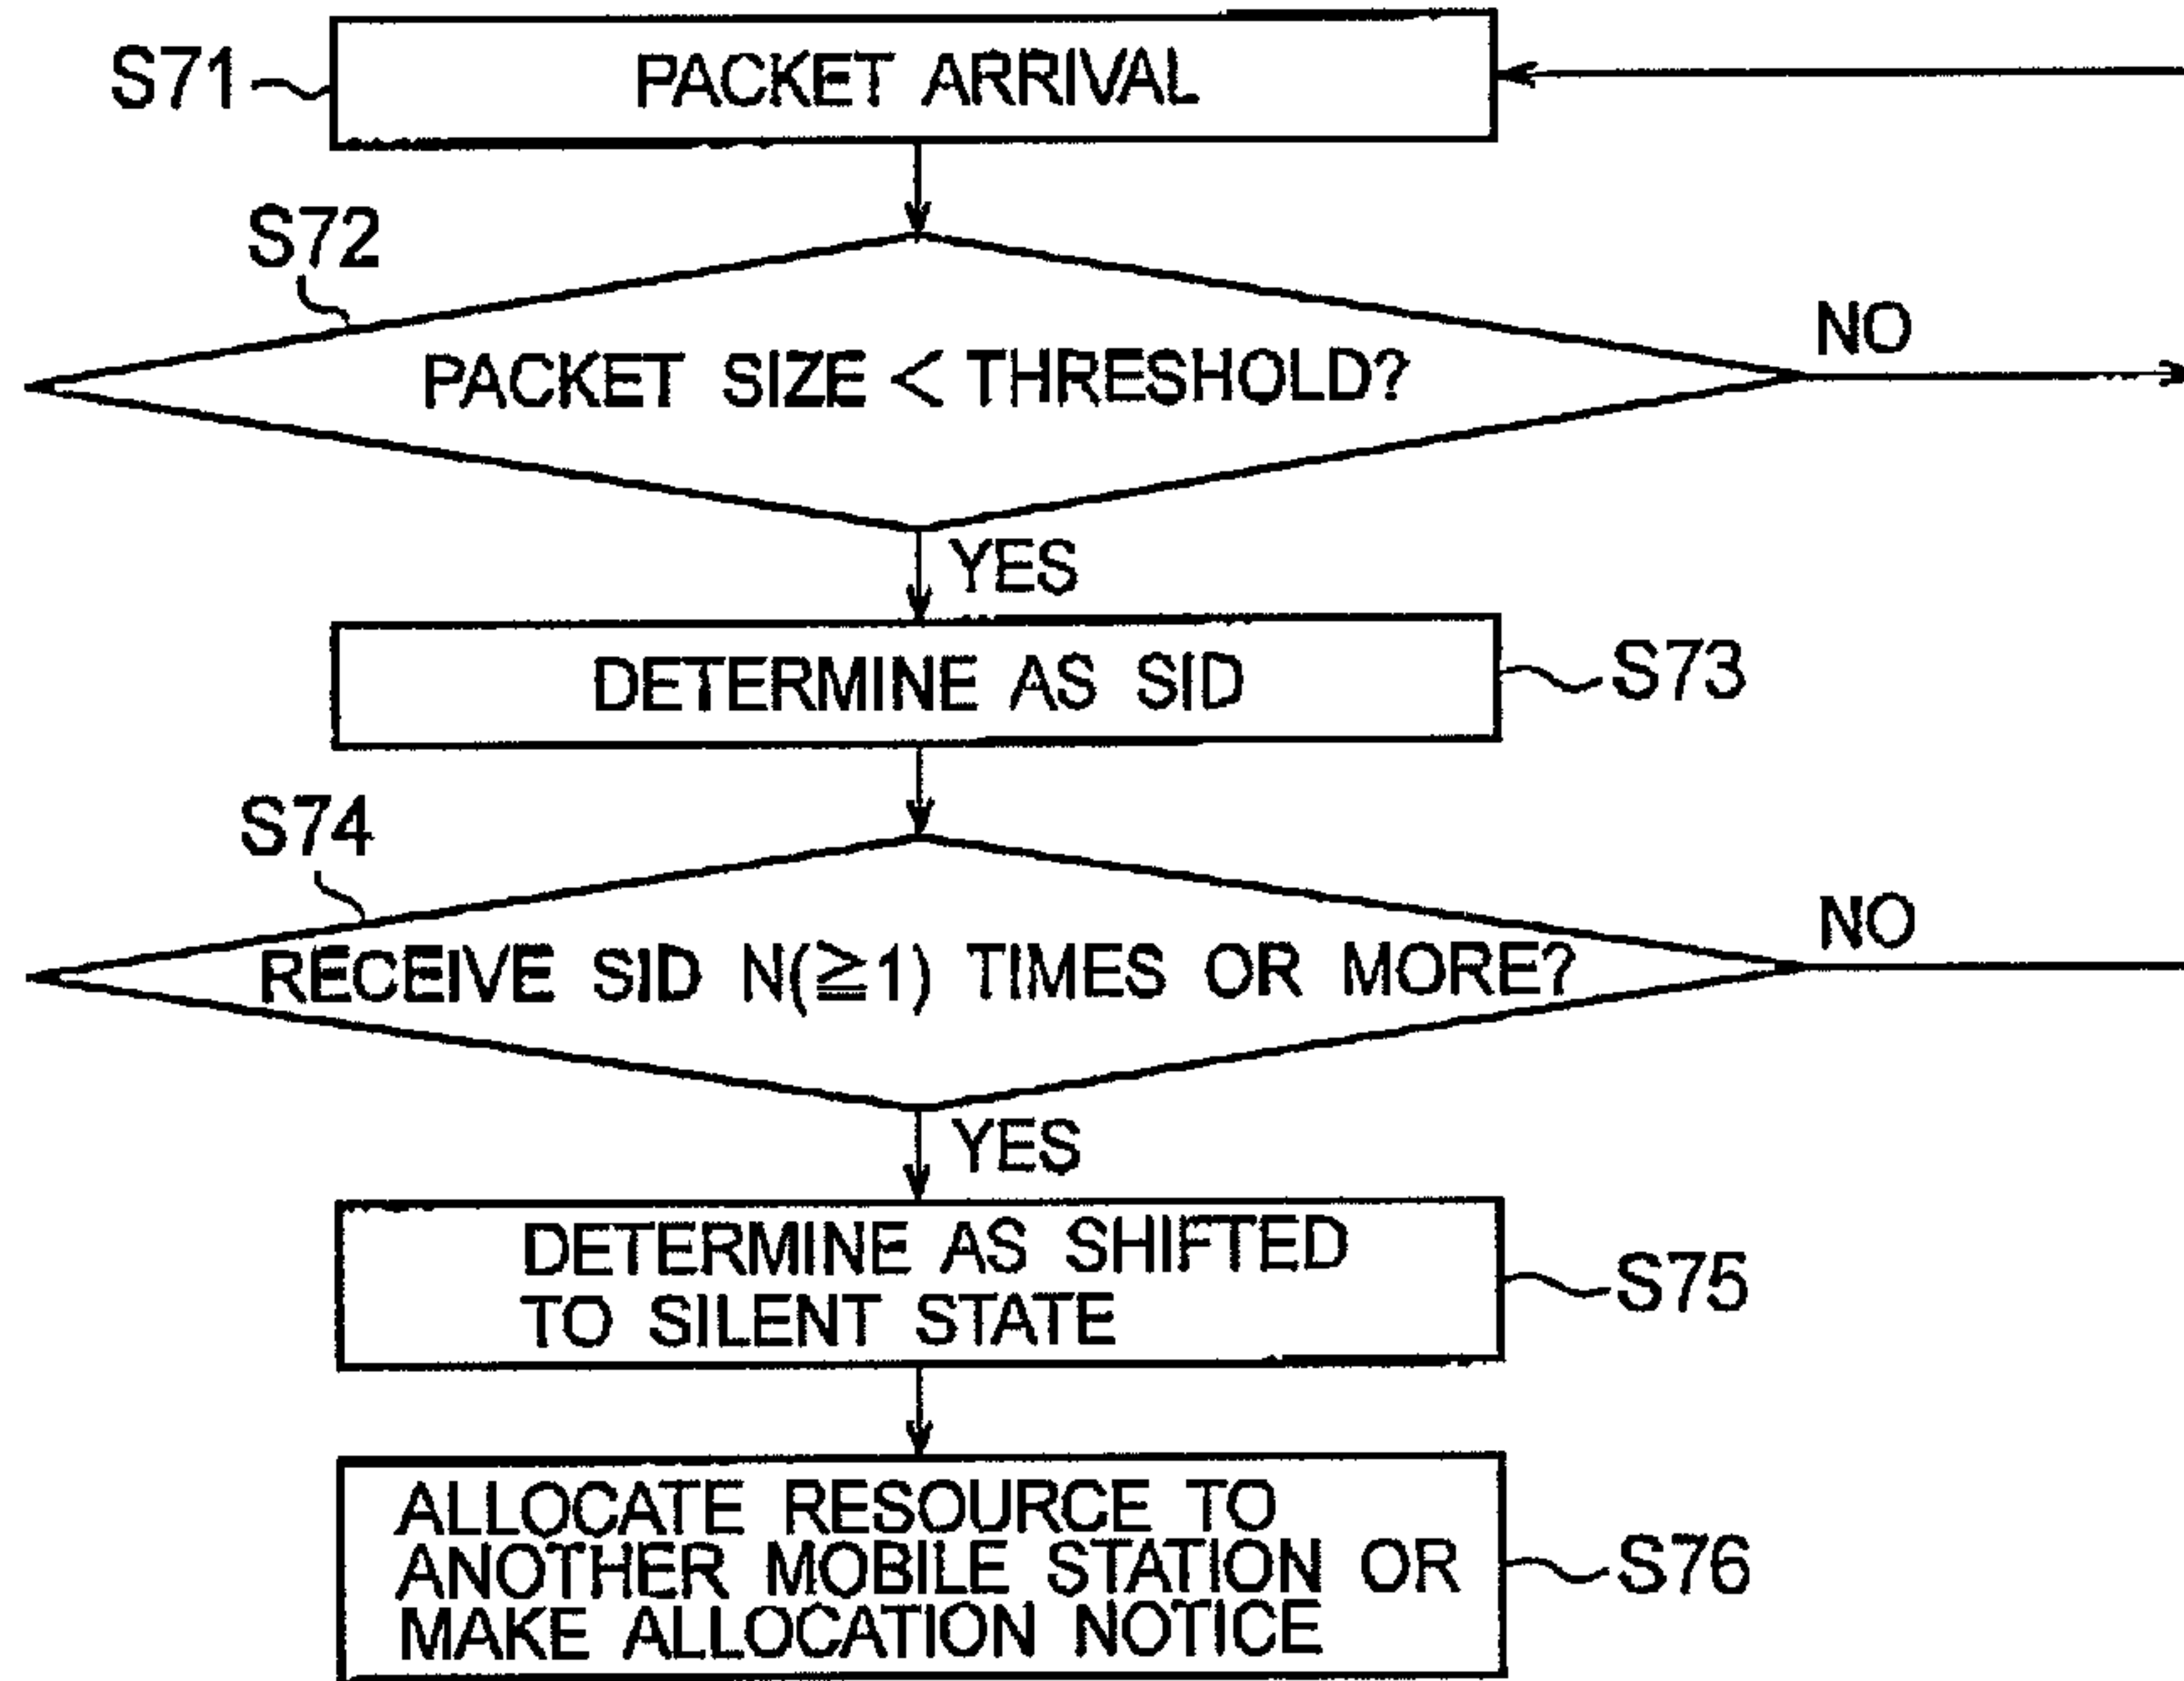 S71
PACKET ARRIVAL
S72
PACKET SIZE < THRESHOLD?
NO
YES
DETERMINE AS SID
S73
S74
RECEIVE SID N(≧1) TIMES OR MORE?
NO
YES
DETERMINE AS SHIFTED
TO SILENT STATE
S75
ALLOCATE RESOURCE TO
ANOTHER MOBILE STATION OR
MAKE ALLOCATION NOTICE
S76